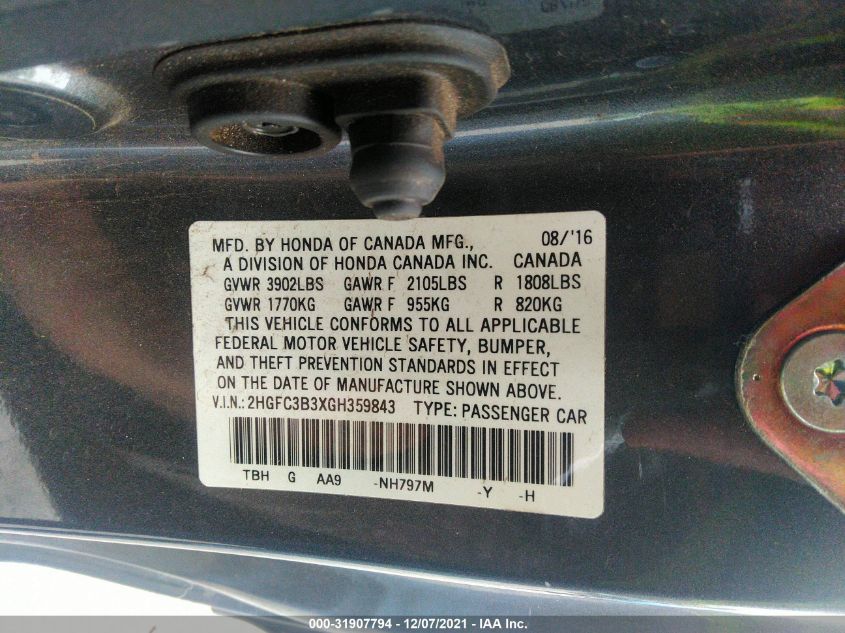 MFD. BY HONDA OF CANADA MFG., 08/'16
A DIVISION OF HONDA CANADA INC. CANADA
GVWR 3902LBS GAWR F 2105LBS R 1808LBS
GVWR 1770KG GAWR F 955KG R 820KG
THIS VEHICLE CONFORMS TO ALL APPLICABLE
FEDERAL MOTOR VEHICLE SAFETY, BUMPER,
AND THEFT PREVENTION STANDARDS IN EFFECT
ON THE DATE OF MANUFACTURE SHOWN ABOVE.
V.I.N.: 2HGFC3B3XGH359843 TYPE: PASSENGER CAR
TBH G AA9 -NH797M -Y -H
000-31907794 - 12/07/2021 - IAA Inc.